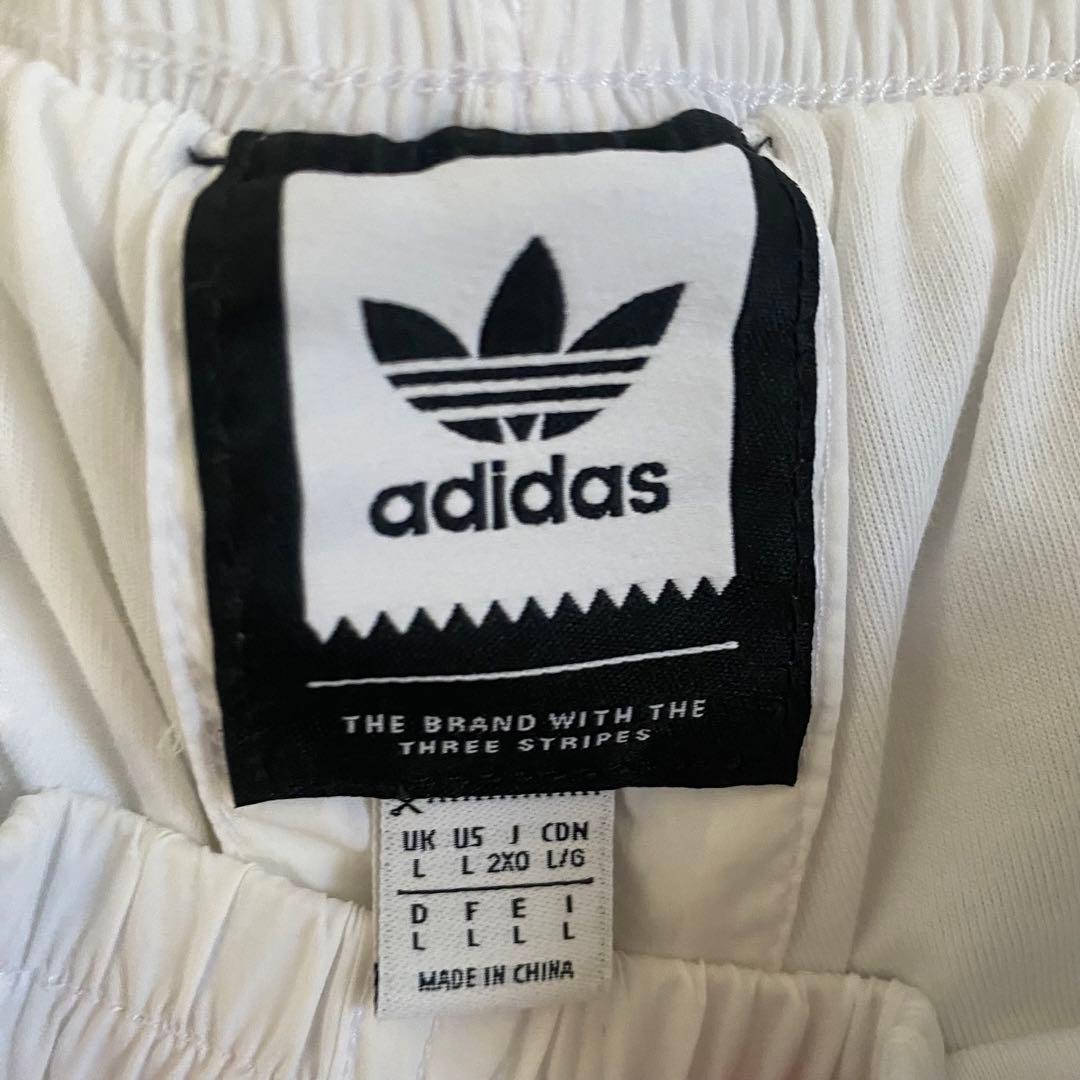 adidas
THE BRAND WITH THE
THREE STRIPES
UK US J CDN
L L 2XO L/G
D F E I
L L L L
MADE IN CHINA